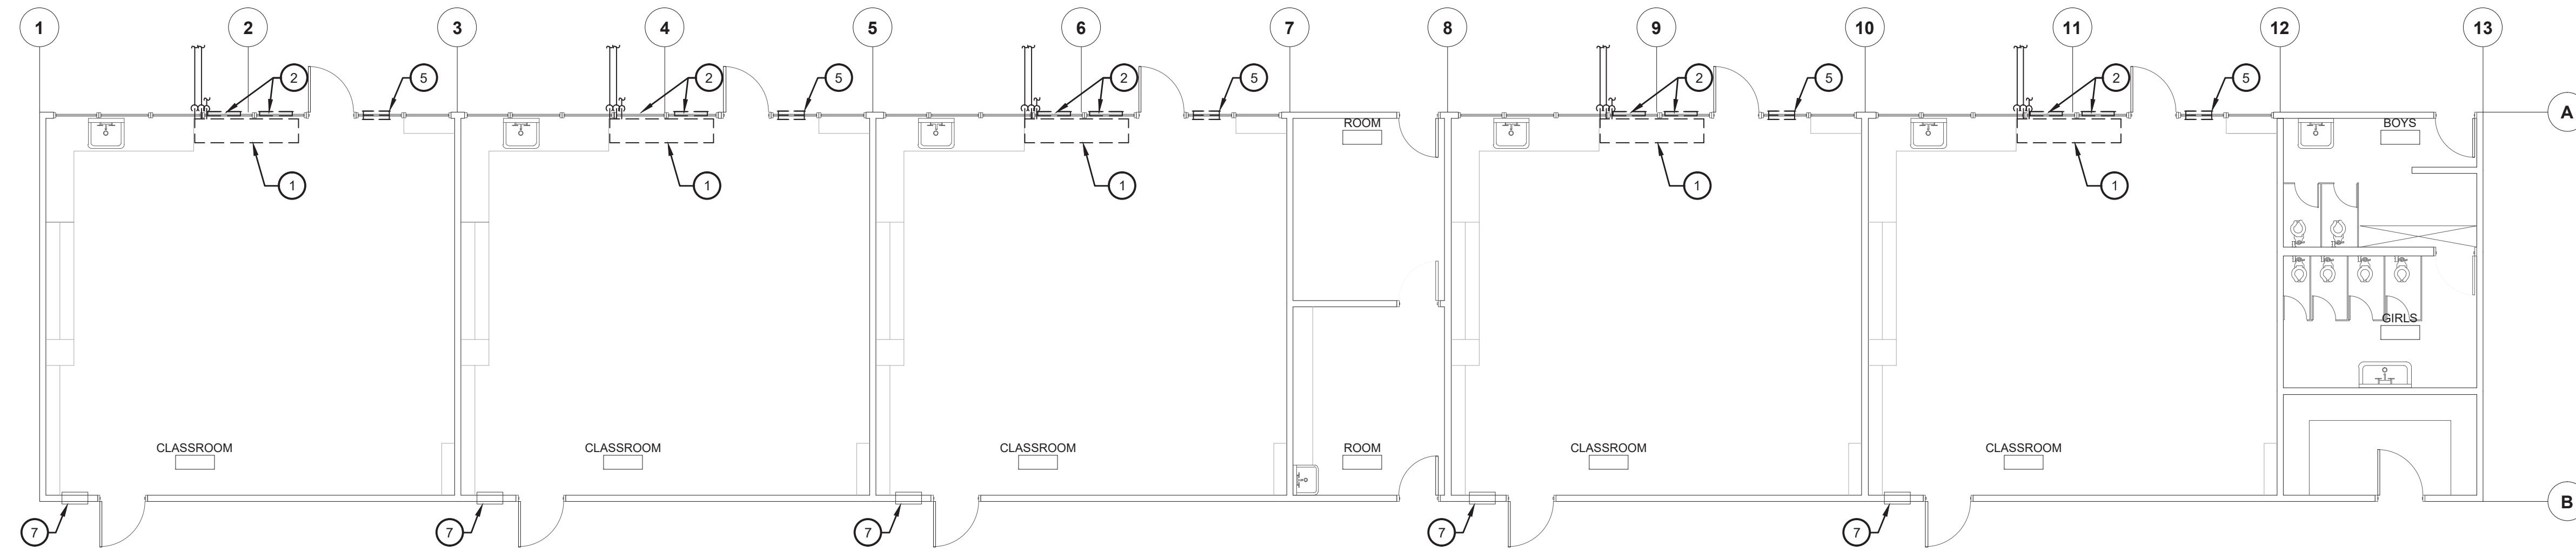 1 2 3 4 5 6 7 8 9 10 11 12 13
2 5 2 5 2 5 2 5 2 5
A
ROOM BOYS
1 1 1 1 1
GIRLS
CLASSROOM CLASSROOM CLASSROOM ROOM CLASSROOM CLASSROOM
B
7 7 7 7 7